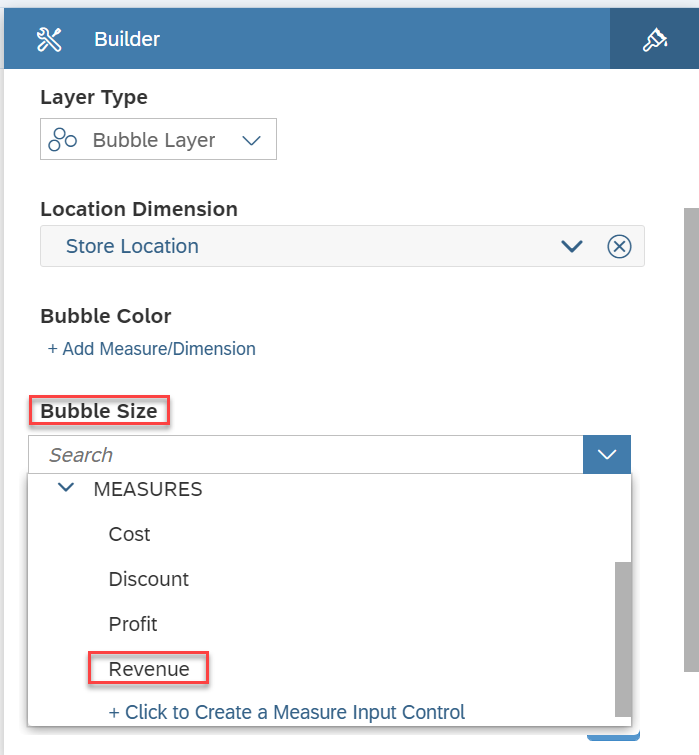 Builder
Layer Type
Bubble Layer
Location Dimension
Store Location
Bubble Color
+ Add Measure/Dimension
Bubble Size
Search
MEASURES
Cost
Discount
Profit
Revenue
+ Click to Create a Measure Input Control